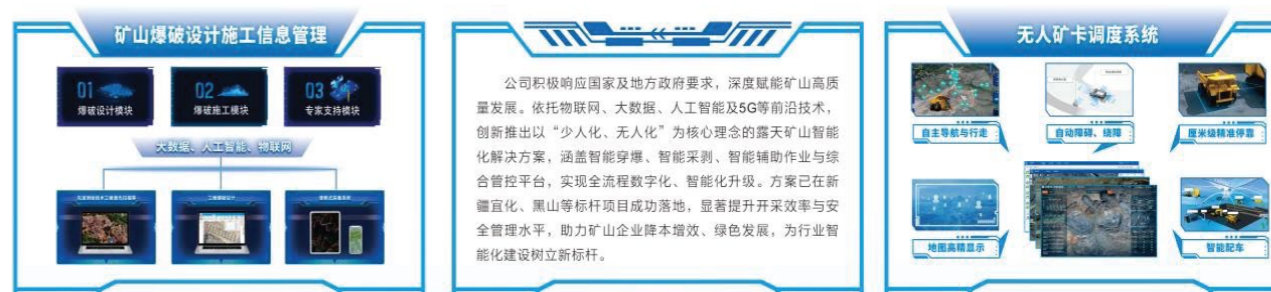 矿山爆破设计施工信息管理
01
爆破设计模块
02
爆破施工模块
03
专家支持模块
大数据、人工智能、物联网
三维爆破设计
公司积极响应国家及地方政府要求，深度赋能矿山高质
量发展。依托物联网、大数据、人工智能及5G等前沿技术，
创新推出以“少人化、无人化”为核心理念的露天矿山智能
化解决方案，涵盖智能穿爆、智能采剥、智能辅助作业与综
合管控平台，实现全流程数字化、智能化升级。方案已在新
疆宜化、黑山等标杆项目成功落地，显著提升开采效率与安
全管理水平，助力矿山企业降本增效、绿色发展，为行业智
能化建设树立新标杆。
无人矿卡调度系统
自主导航与行走
自动障碍、绕障
厘米级精准停靠
地图高精显示
智能配车